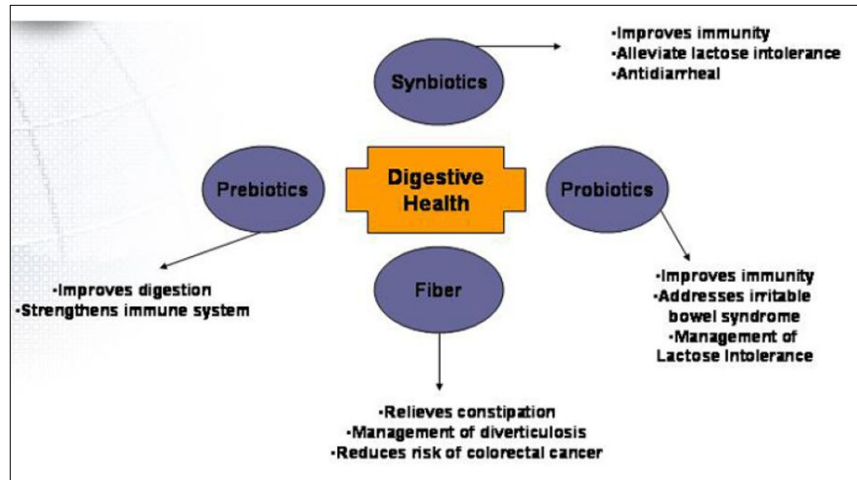 •Improves immunity
•Alleviate lactose intolerance
•Antidiarrheal
Synbiotics
Prebiotics
Digestive
Health
Probiotics
•Improves digestion
•Strengthens immune system
Fiber
•Improves immunity
•Addresses irritable
bowel syndrome
•Management of
Lactose Intolerance
•Relieves constipation
•Management of diverticulosis
•Reduces risk of colorectal cancer